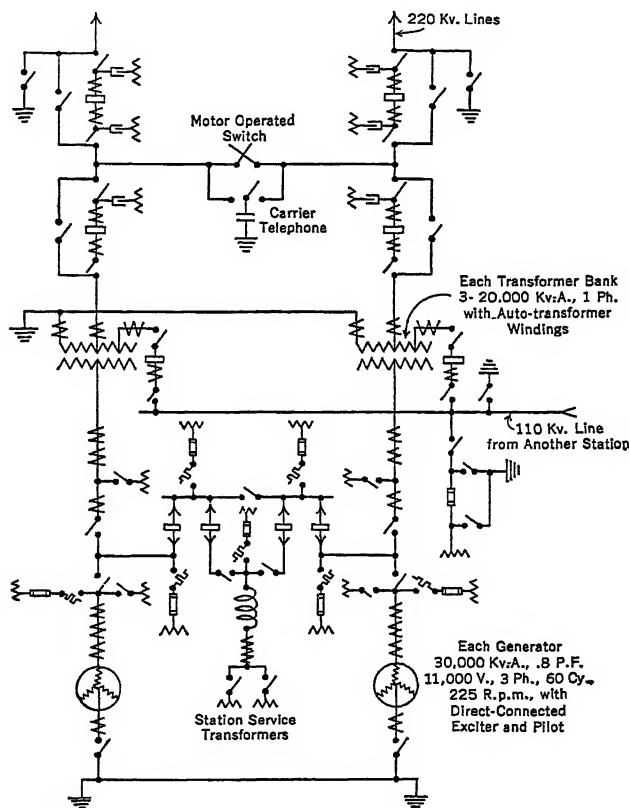 220 Kv. Lines
Motor Operated
Switch
Carrier
Telephone
Each Transformer Bank
3-20.000 Kv.A., 1 Ph.
with Auto-transformer
Windings
110 Kv. Line
from Another Station
Each Generator
30,000 Kv.A., .8 P.F.
11,000 V., 3 Ph., 60 Cy.,
225 R.p.m., with
Direct-Connected
Exciter and Pilot
Station Service
Transformers